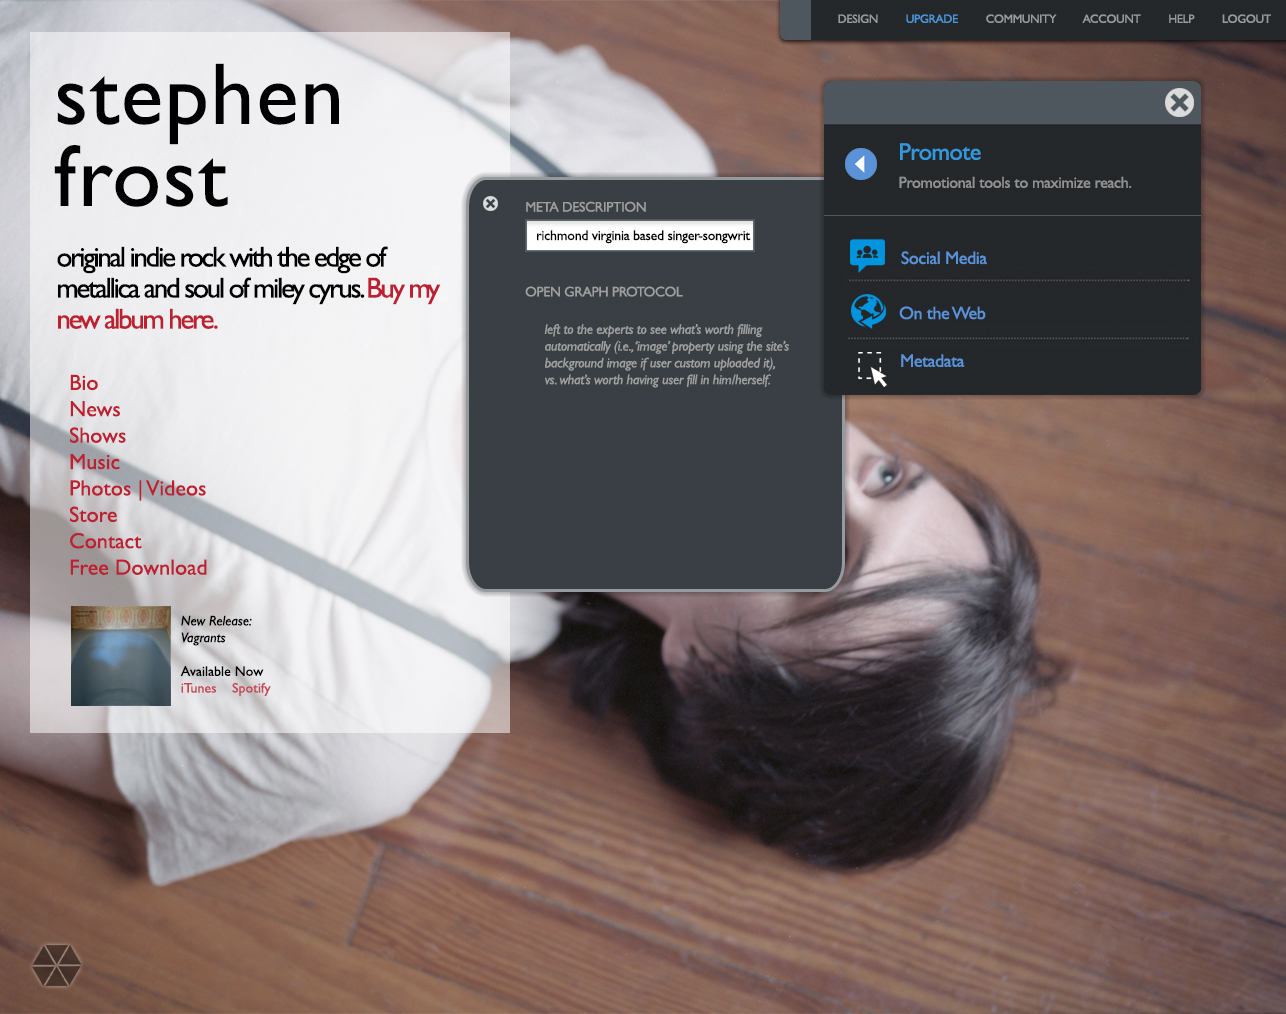 DESIGN UPGRADE COMMUNITY ACCOUNT HELP LOGOUT
stephen
frost
original indie rock with the edge of
metallica and soul of miley cyrus. Buy my
new album here.
Bio
News
Shows
Music
Photos | Videos
Store
Contact
Free Download
New Release:
Vagrants
Available Now
iTunes Spotify
META DESCRIPTION
richmond virginia based singer-songwrit
OPEN GRAPH PROTOCOL
left to the experts to see what's worth filling
automatically (i.e., 'image' property using the site's
background image if user custom uploaded it),
vs. what's worth having user fill in him/herself.
Promote
Promotional tools to maximize reach.
Social Media
On the Web
Metadata